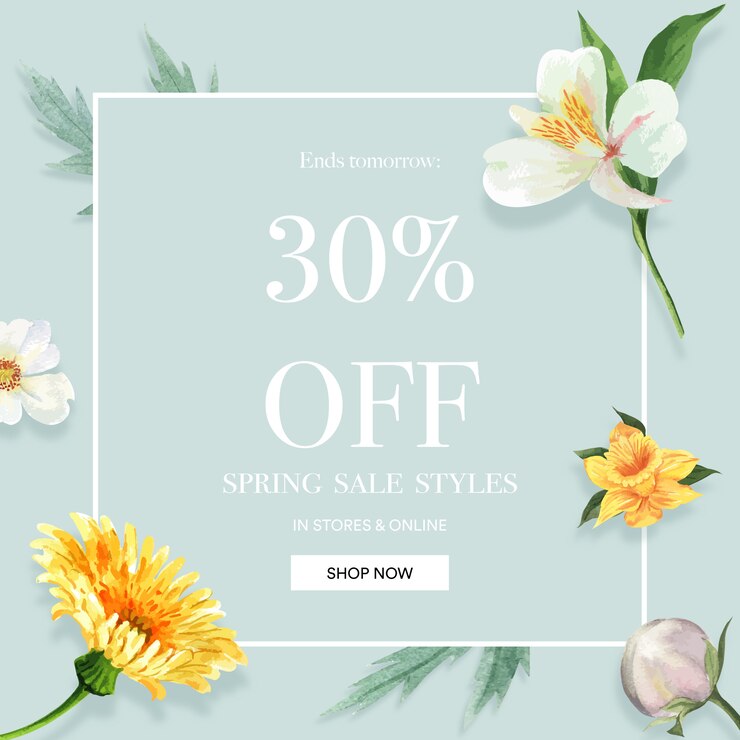 Ends tomorrow:
30%
OFF
SPRING SALE STYLES
IN STORES & ONLINE
SHOP NOW